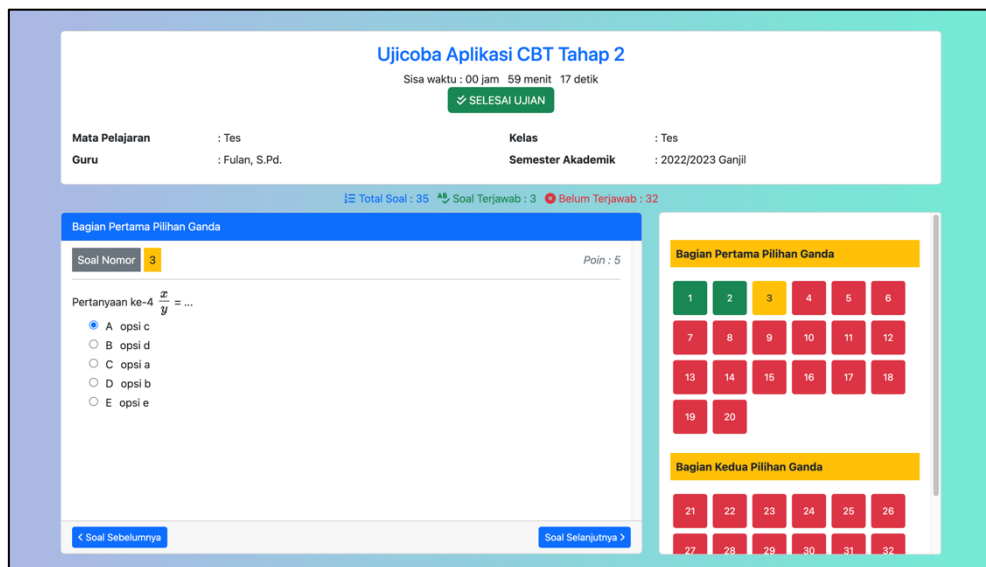 Ujicoba Aplikasi CBT Tahap 2
Sisa waktu : 00 jam 59 menit 17 detik
SELESAI UJIAN
Mata Pelajaran : Tes Kelas : Tes
Guru : Fulan, S.Pd. Semester Akademik : 2022/2023 Ganjil
Total Soal : 35 Soal Terjawab : 3 Belum Terjawab : 32
Bagian Pertama Pilihan Ganda
Soal Nomor 3 Poin : 5
Pertanyaan ke-4 x/y = ...
A opsi c
B opsi d
C opsi a
D opsi b
E opsi e
< Soal Sebelumnya Soal Selanjutnya >
Bagian Pertama Pilihan Ganda
1 2 3 4 5 6
7 8 9 10 11 12
13 14 15 16 17 18
19 20
Bagian Kedua Pilihan Ganda
21 22 23 24 25 26
27 28 29 30 31 32